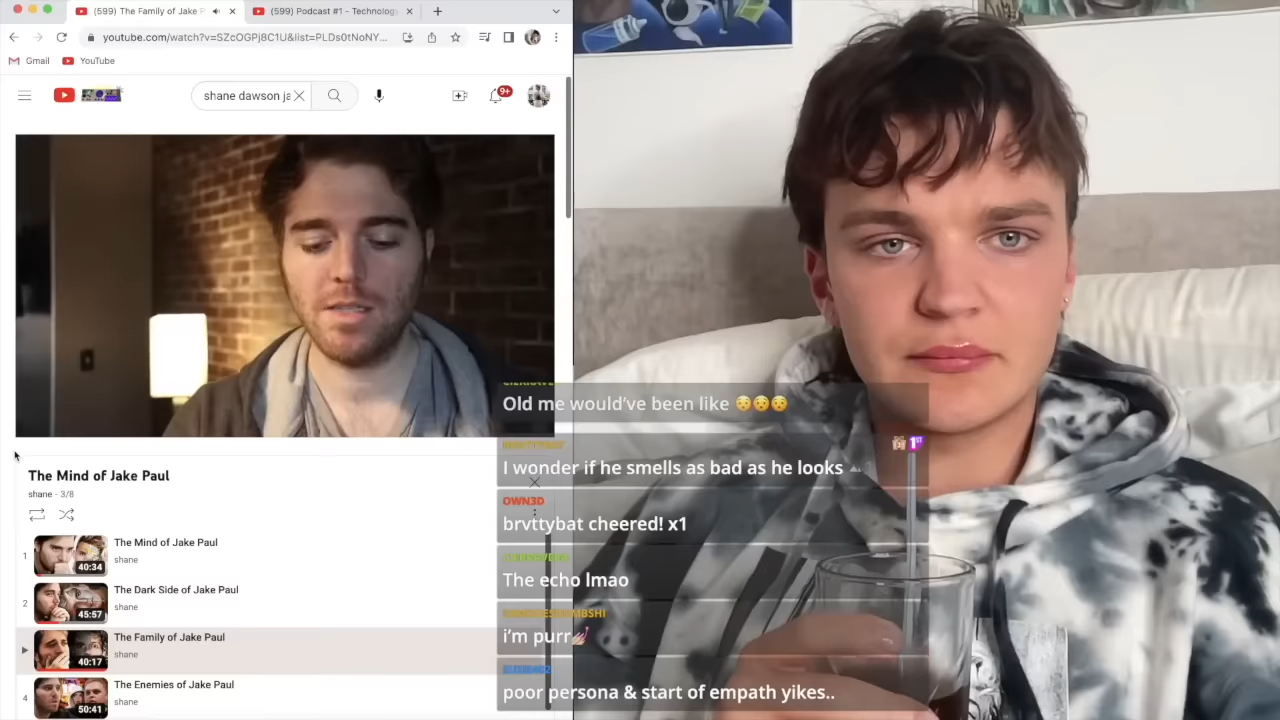 (599) The Family of Jake P
(599) Podcast #1 - Technology
youtube.com/watch?v=SZcOGPj8C1U&list=PLDs0tNoNY...
Gmail
YouTube
shane dawson ja
9+
The Mind of Jake Paul
shane - 3/8
1
The Mind of Jake Paul
shane
40:34
2
The Dark Side of Jake Paul
shane
45:57
The Family of Jake Paul
shane
40:17
4
The Enemies of Jake Paul
shane
50:41
Old me would've been like 😔😔😔
1ST
I wonder if he smells as bad as he looks
OWN3D
brvttybat cheered! x1
The echo lmao
i'm purr💅🏻
poor persona & start of empath yikes..